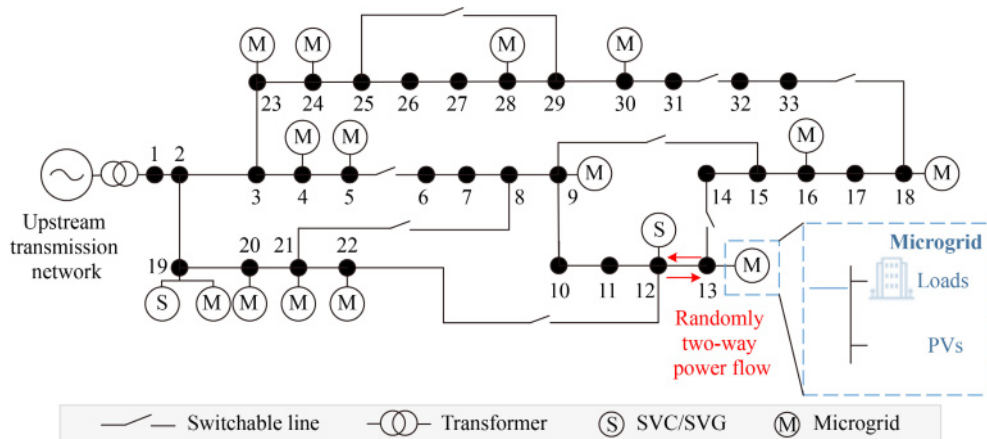 M
M
M
M
23
24
25
26
27
28
29
30
31
32
33
M
M
M
1
2
3
4
5
6
7
8
9
M
14
15
16
17
18
M
Upstream
transmission
network
19
20
21
22
S
M
M
M
M
S
10
11
12
13
M
Randomly
two-way
power flow
Microgrid
Loads
PVs
Switchable line
Transformer
S SVC/SVG
M Microgrid